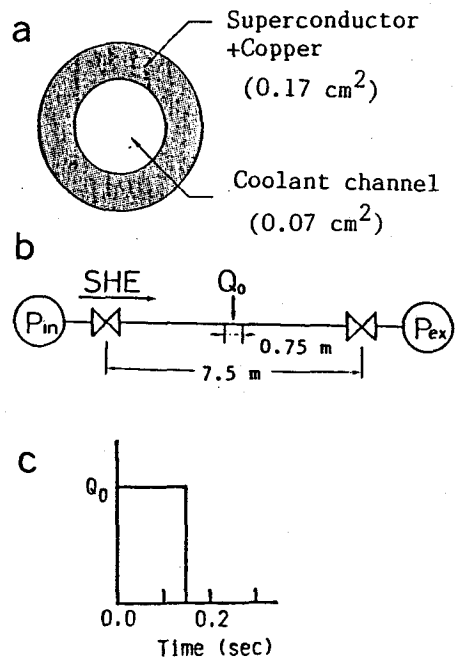 a
Superconductor
+Copper
(0.17 cm²)
Coolant channel
(0.07 cm²)
b
SHE
Q₀
Pin
Pex
0.75 m
7.5 m
c
Q₀
0.0
0.2
Time (sec)